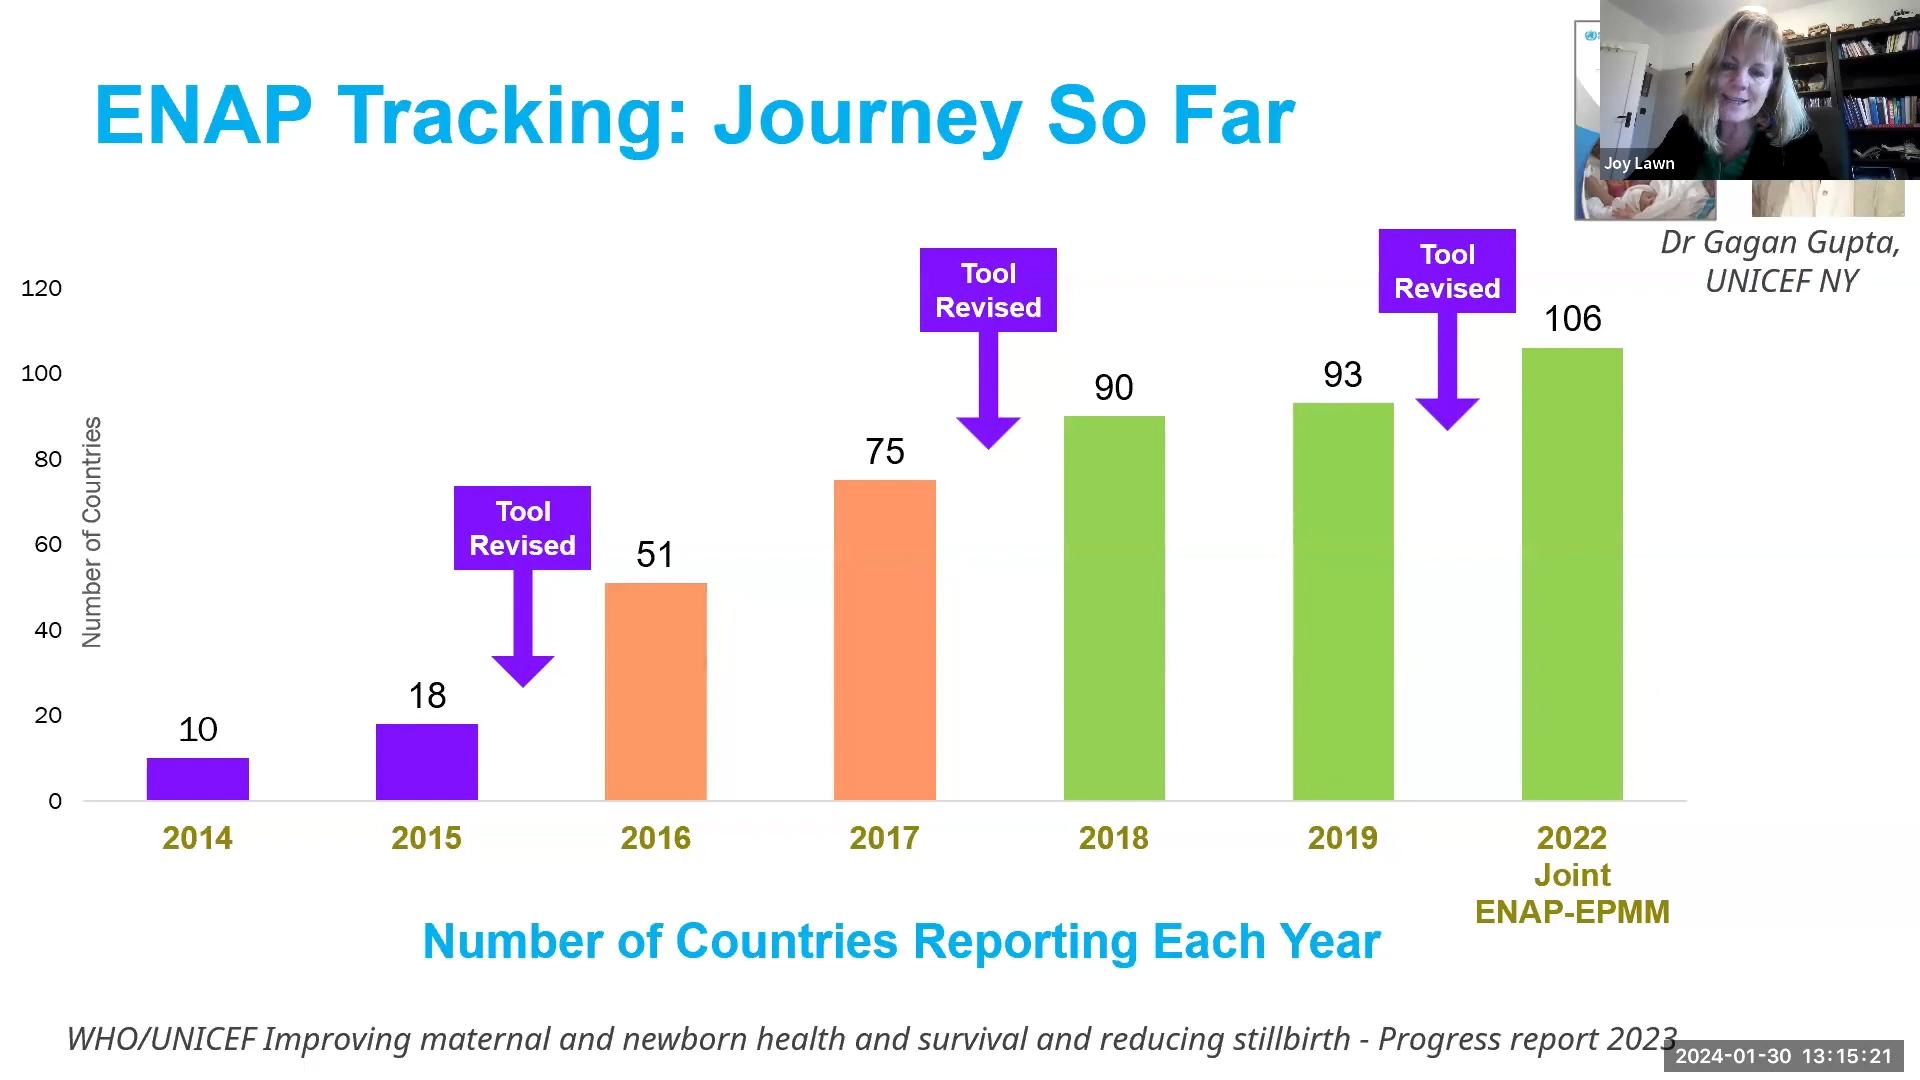 ENAP Tracking: Journey So Far
Joy Lawn
Dr Gagan Gupta,
UNICEF NY
Number of Countries
120
100
80
60
40
20
0
10
18
Tool
Revised
51
75
Tool
Revised
90
93
Tool
Revised
106
2014
2015
2016
2017
2018
2019
2022
Joint
ENAP-EPMM
Number of Countries Reporting Each Year
WHO/UNICEF Improving maternal and newborn health and survival and reducing stillbirth - Progress report 2023
2024-01-30 13:15:21